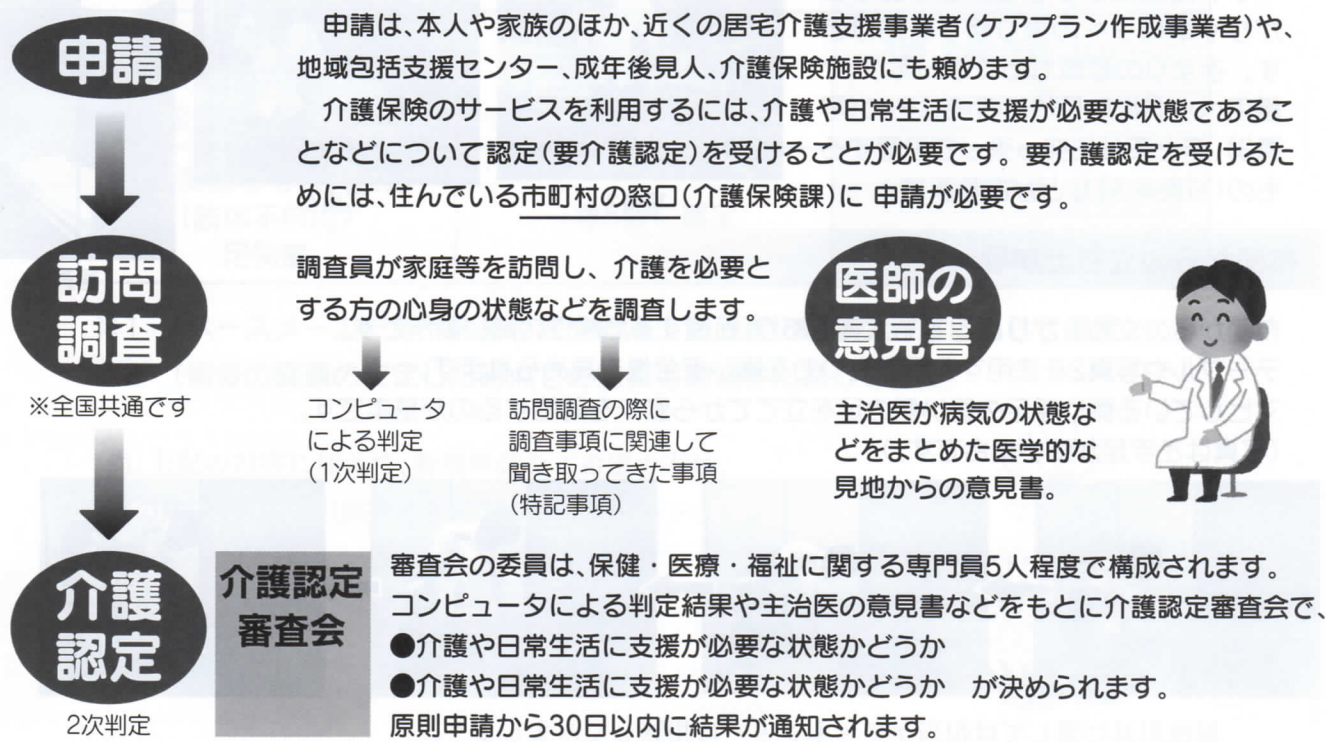 申請
申請は、本人や家族のほか、近くの居宅介護支援事業者(ケアプラン作成事業者)や、
地域包括支援センター、成年後見人、介護保険施設にも頼めます。
介護保険のサービスを利用するには、介護や日常生活に支援が必要な状態であるこ
となどについて認定(要介護認定)を受けることが必要です。要介護認定を受けるた
めには、住んでいる市町村の窓口(介護保険課)に 申請が必要です。
訪問
調査
※全国共通です
調査員が家庭等を訪問し、介護を必要と
する方の心身の状態などを調査します。
コンピュータ
による判定
(1次判定)
訪問調査の際に
調査事項に関連して
聞き取ってきた事項
(特記事項)
医師の
意見書
主治医が病気の状態な
どをまとめた医学的な
見地からの意見書。
介護
認定
2次判定
介護認定
審査会
審査会の委員は、保健・医療・福祉に関する専門員5人程度で構成されます。
コンピュータによる判定結果や主治医の意見書などをもとに介護認定審査会で、
●介護や日常生活に支援が必要な状態かどうか
●介護や日常生活に支援が必要な状態かどうか が決められます.
原則申請から30日以内に結果が通知されます。